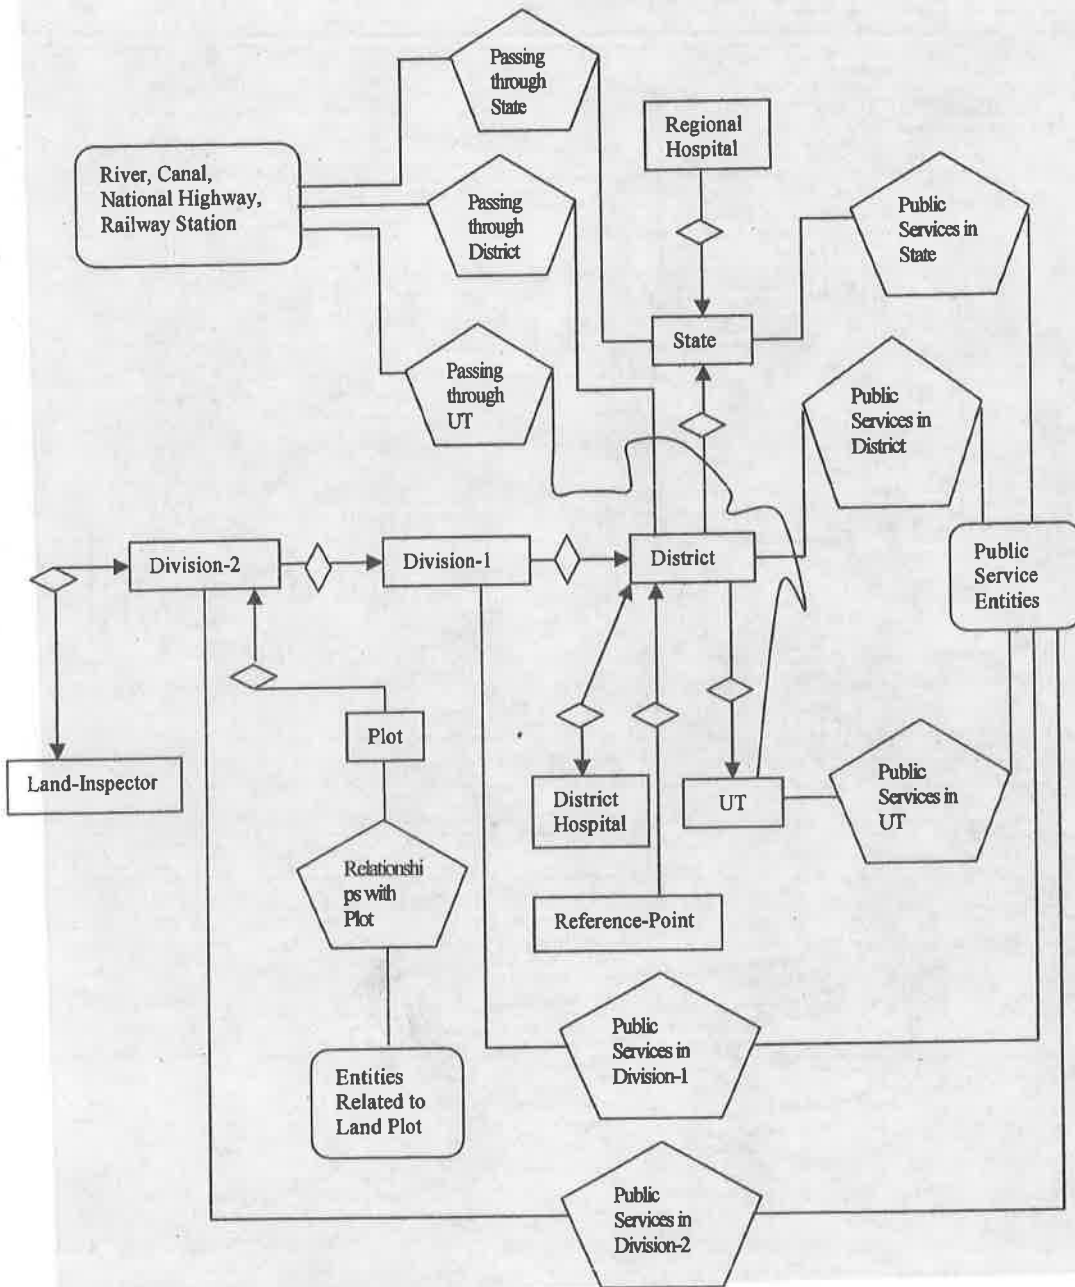 Passing
through
State
Regional
Hospital
River, Canal,
National Highway,
Railway Station
Passing
through
District
Public
Services in
State
State
Passing
through
UT
Public
Services in
District
Division-2
Division-1
District
Public
Service
Entities
Plot
Land-Inspector
District
Hospital
UT
Public
Services in
UT
Relationshi
ps with
Plot
Reference-Point
Public
Services in
Division-1
Entities
Related to
Land Plot
Public
Services in
Division-2